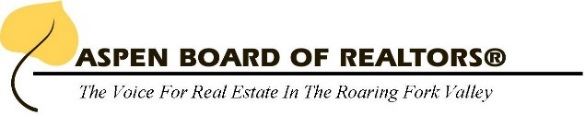 ASPEN BOARD OF REALTORS®
The Voice For Real Estate In The Roaring Fork Valley